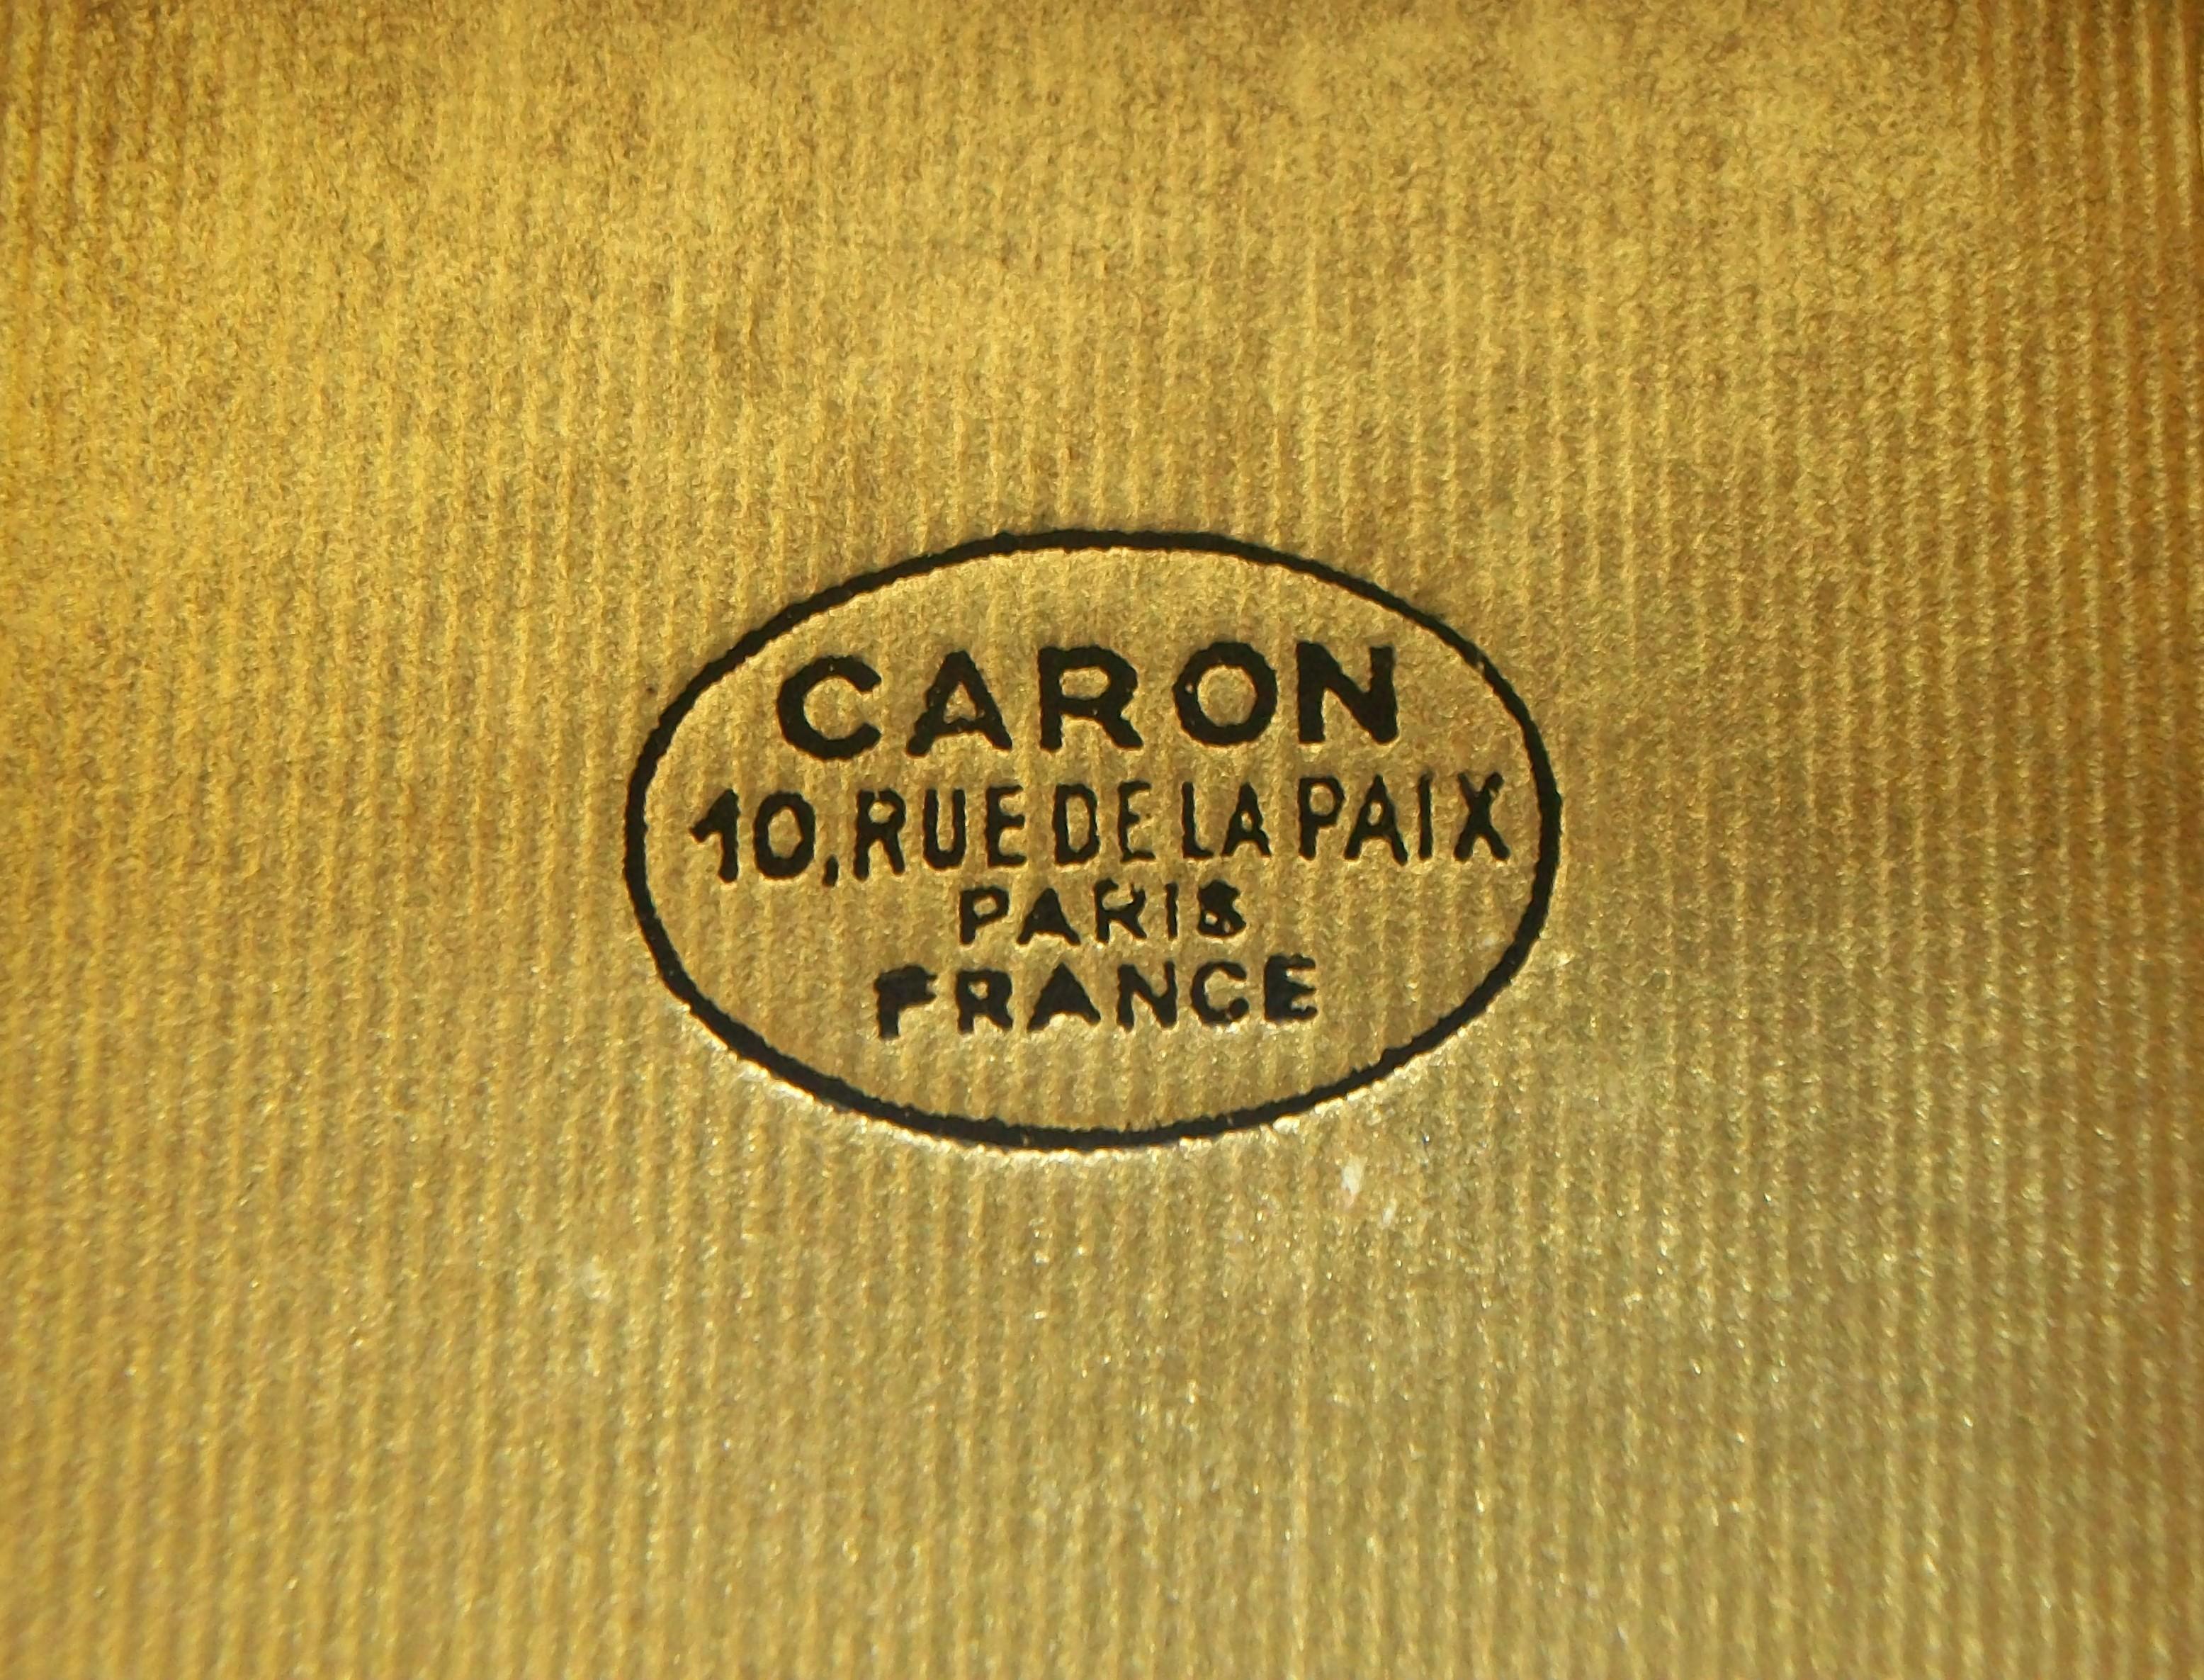 CARON
10, RUE DE LA PAIX
PARIS
FRANCE